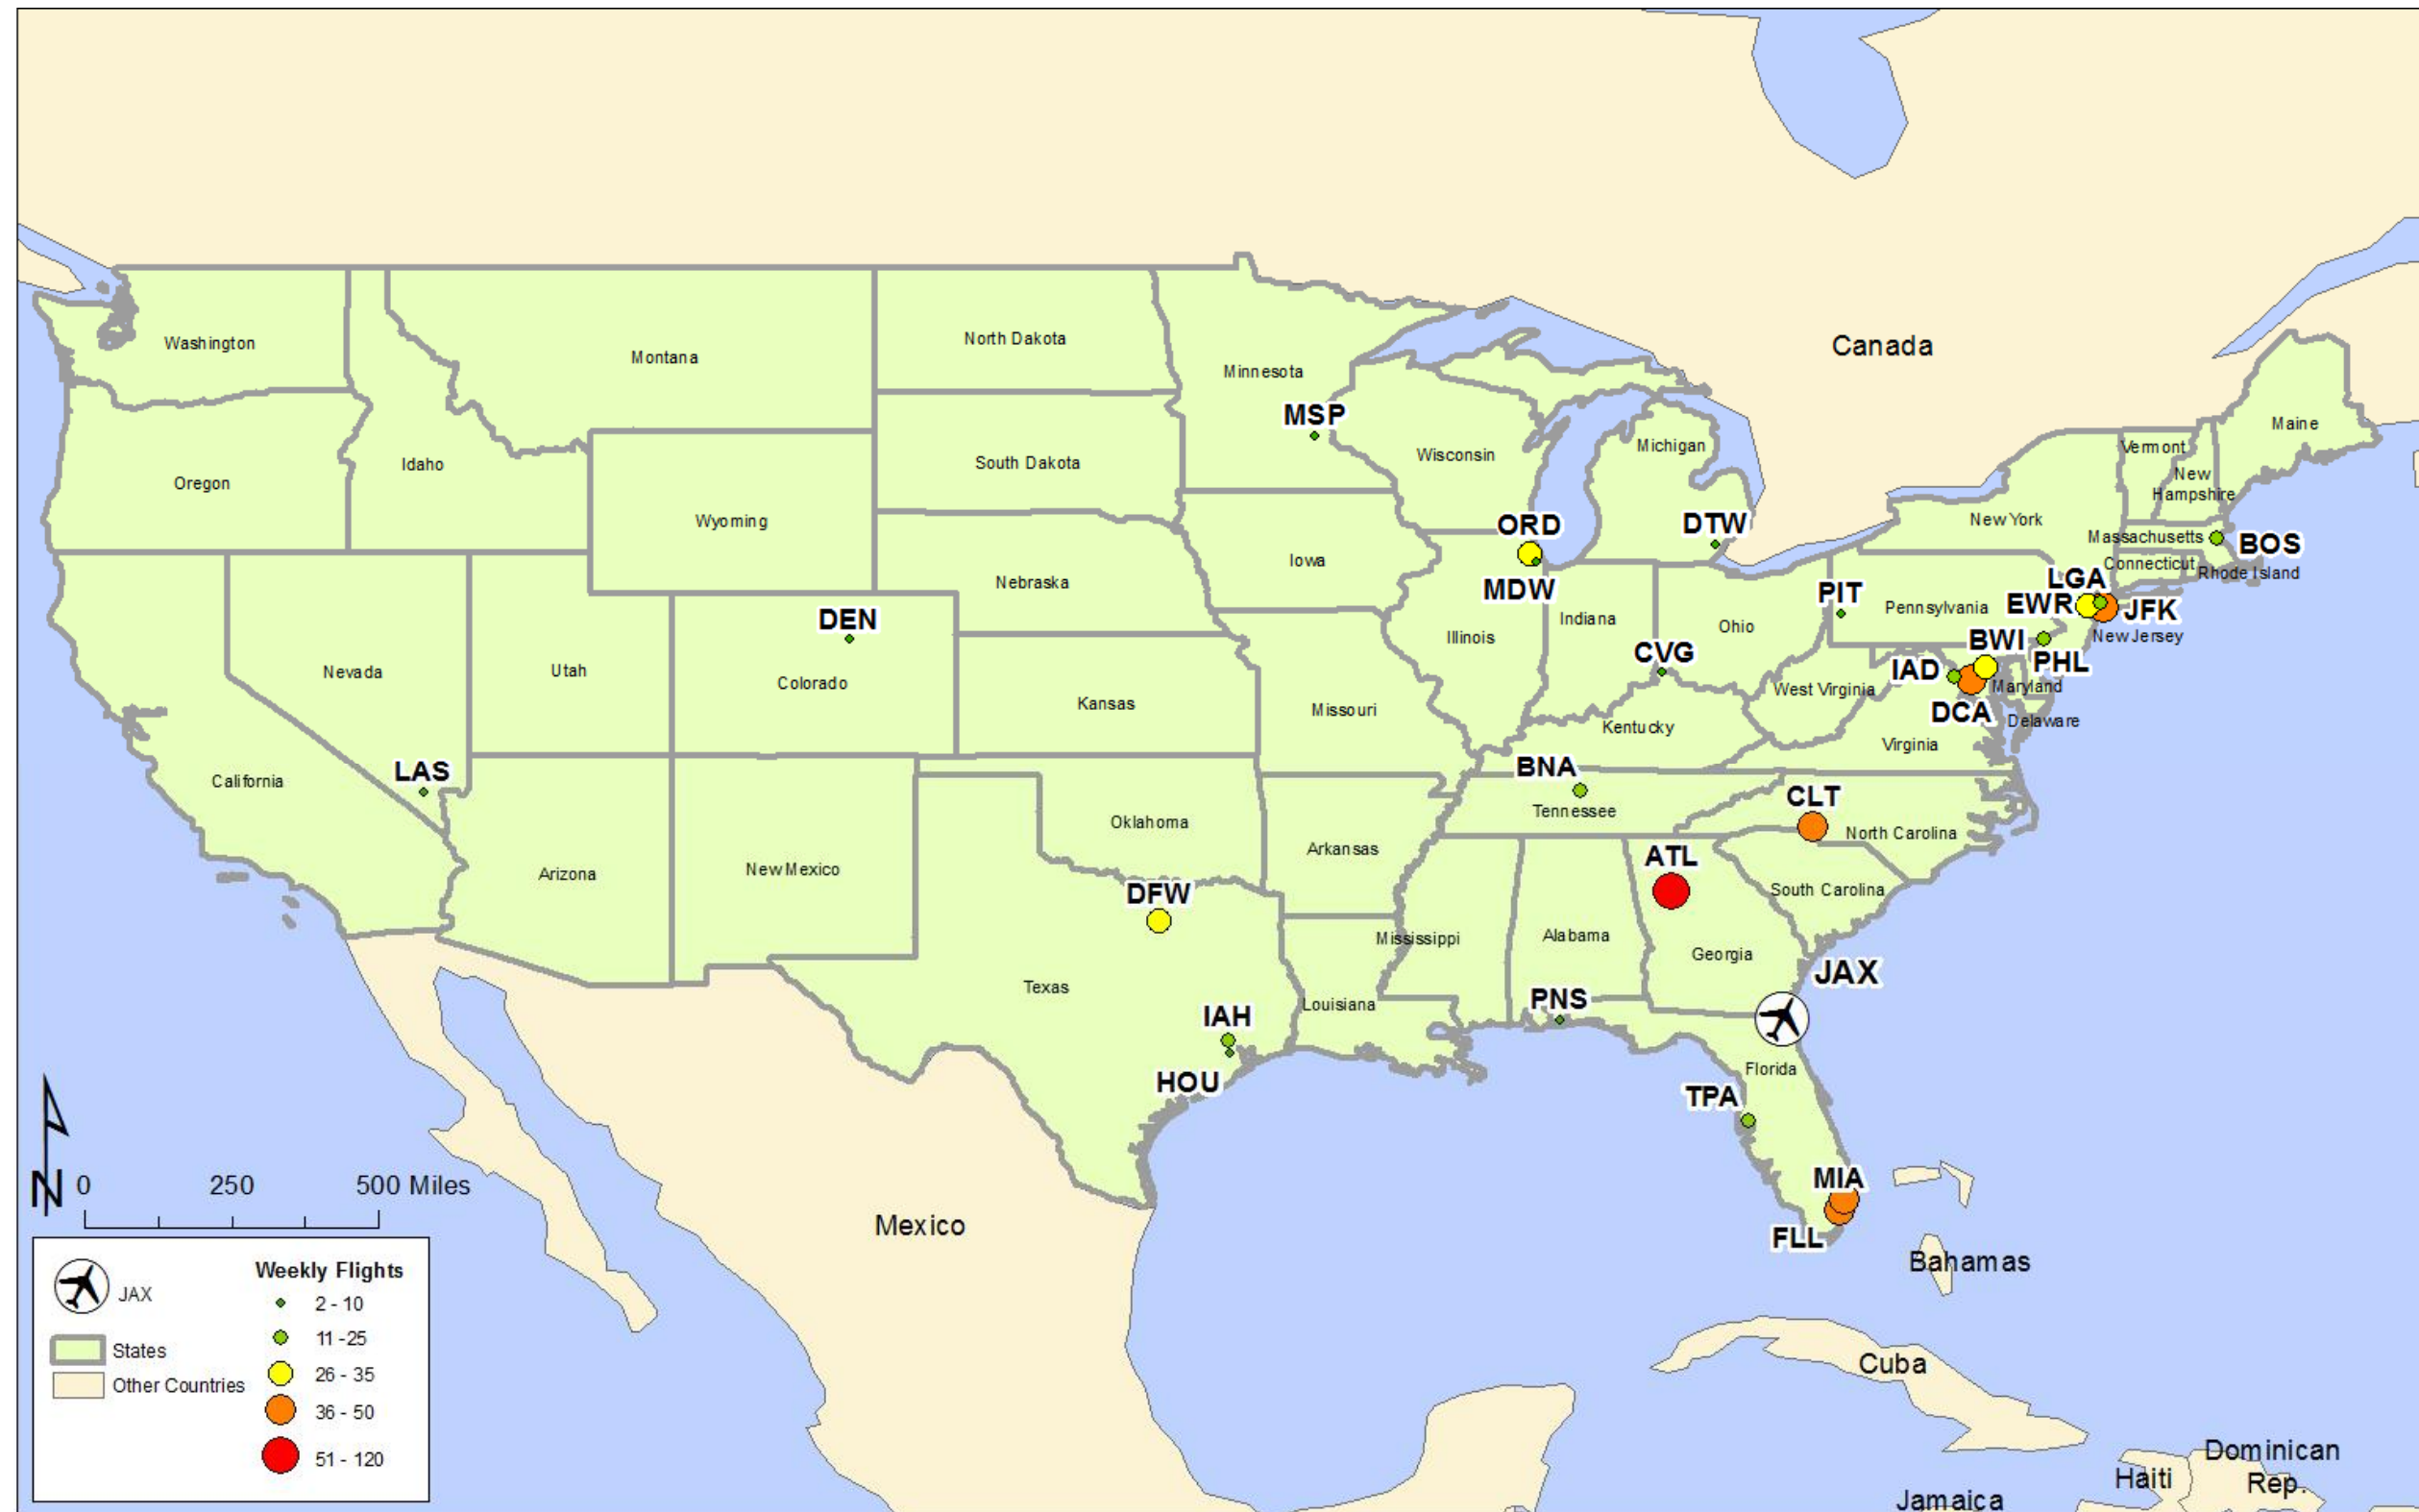 Canada
Washington
Montana
North Dakota
Minnesota
MSP
Maine
Oregon
Idaho
South Dakota
Wisconsin
Michigan
Vermont
New
Hampshire
Wyoming
ORD
DTW
New York
Massachusetts
BOS
Connecticut
Rhode Island
Iowa
Nebraska
MDW
PIT
Pennsylvania
LGA
EWR
JFK
New Jersey
DEN
Illinois
Indiana
Ohio
BWI
PHL
CVG
IAD
Maryland
DCA
Delaware
Nevada
Utah
Colorado
Kansas
Missouri
West Virginia
Kentucky
Virginia
LAS
California
BNA
Tennessee
CLT
North Carolina
Oklahoma
Arkansas
ATL
Arizona
New Mexico
DFW
South Carolina
Mississippi
Alabama
Georgia
JAX
Texas
Louisiana
PNS
IAH
HOU
Florida
TPA
MIA
FLL
Mexico
Bahamas
Cuba
Haiti
Dominican
Rep.
Jamaica
N
0 250 500 Miles
JAX
States
Other Countries
Weekly Flights
2 - 10
11 -25
26 - 35
36 - 50
51 - 120